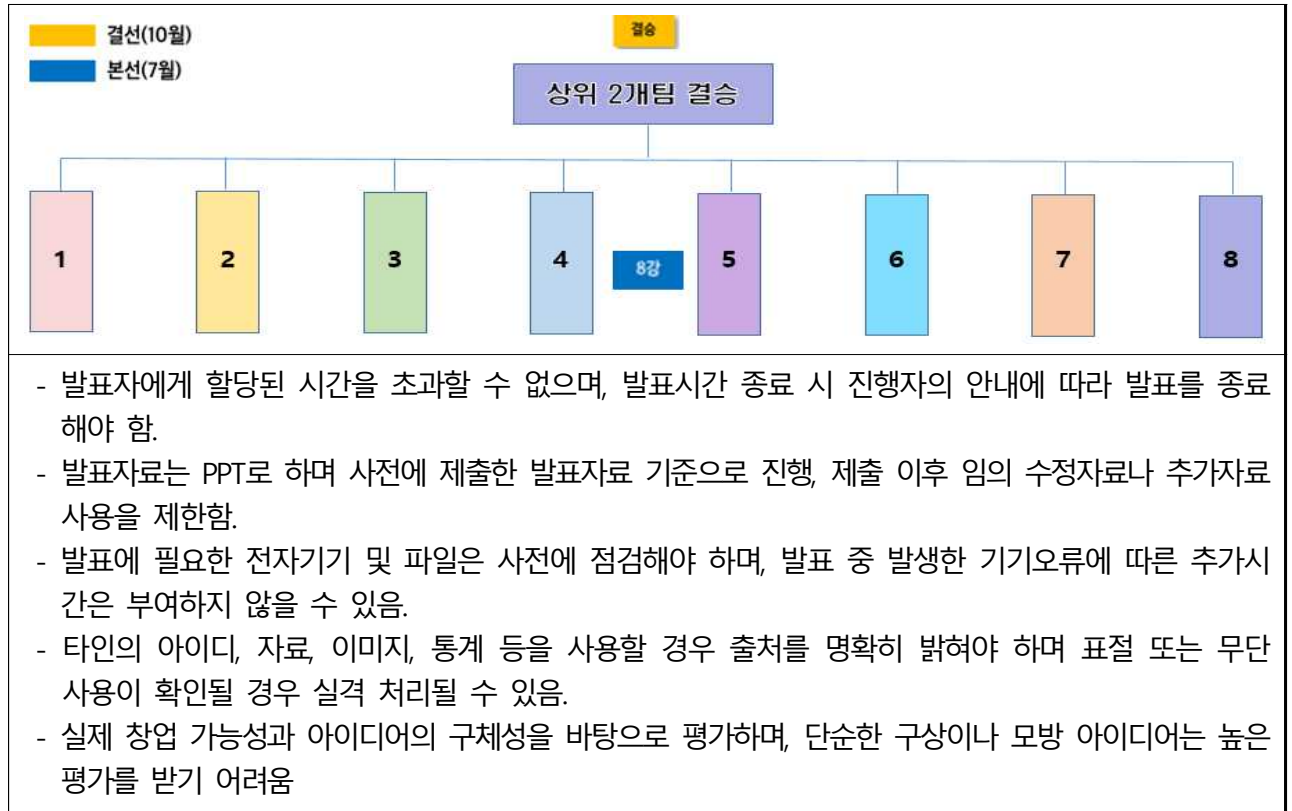 결선(10월)
본선(7월)
결승
상위 2개팀 결승
1 2 3 4 8강 5 6 7 8
- 발표자에게 할당된 시간을 초과할 수 없으며, 발표시간 종료 시 진행자의 안내에 따라 발표를 종료
해야 함.
- 발표자료는 PPT로 하며 사전에 제출한 발표자료 기준으로 진행, 제출 이후 임의 수정자료나 추가자료
사용을 제한함.
- 발표에 필요한 전자기기 및 파일은 사전에 점검해야 하며, 발표 중 발생한 기기오류에 따른 추가시
간은 부여하지 않을 수 있음.
- 타인의 아이디, 자료, 이미지, 통계 등을 사용할 경우 출처를 명확히 밝혀야 하며 표절 또는 무단
사용이 확인될 경우 실격 처리될 수 있음.
- 실제 창업 가능성과 아이디어의 구체성을 바탕으로 평가하며, 단순한 구상이나 모방 아이디어는 높은
평가를 받기 어려움